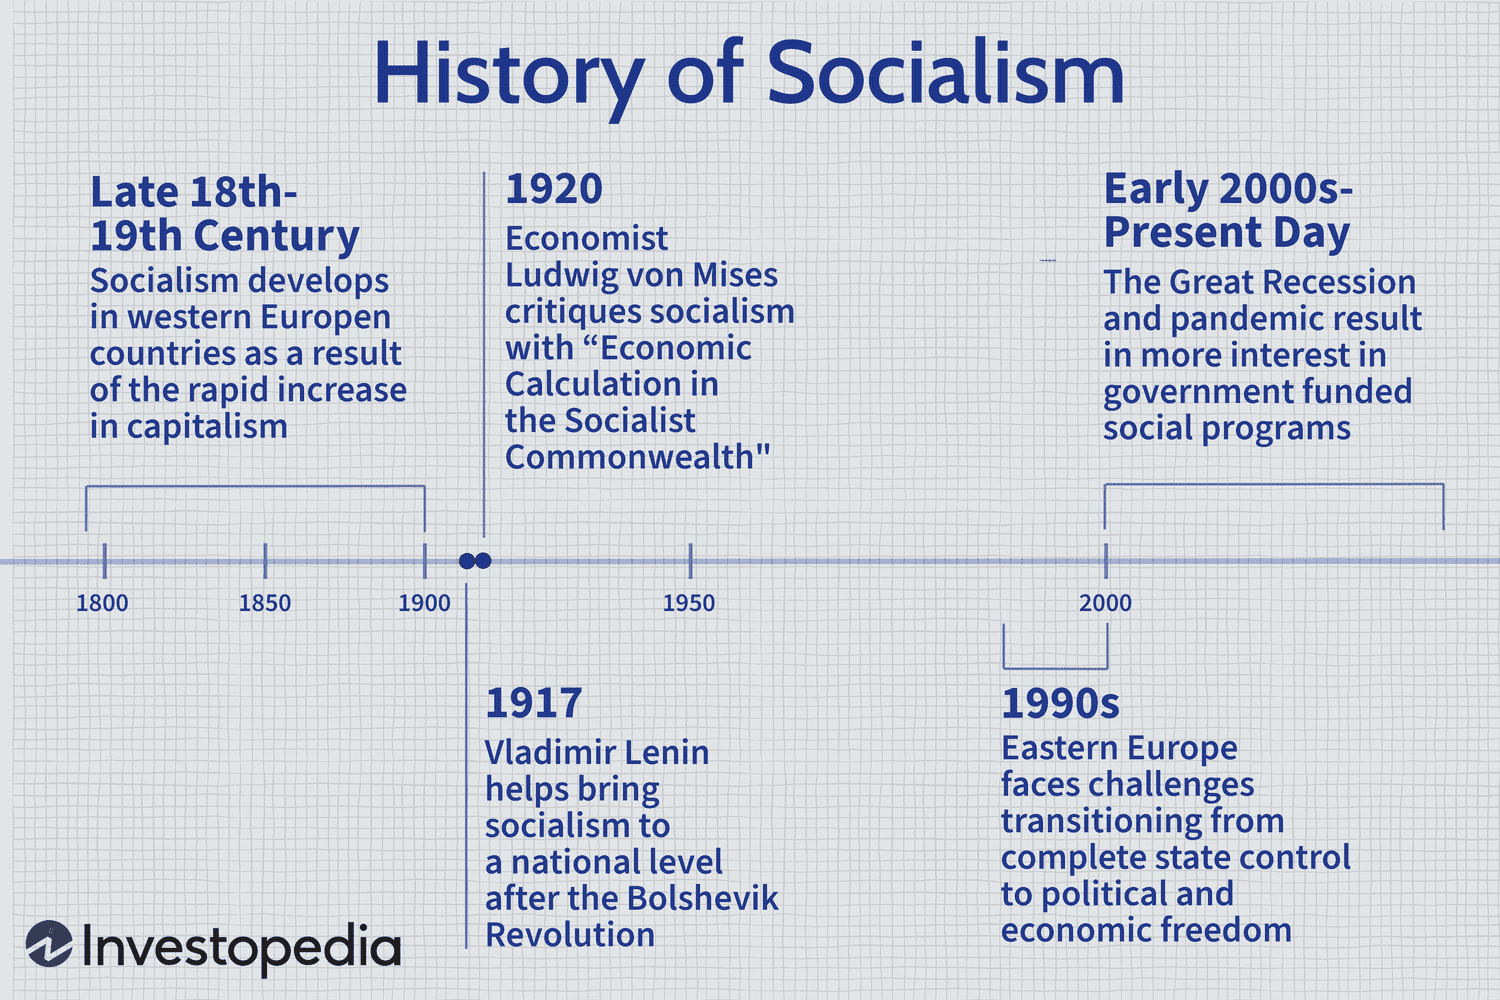 History of Socialism
Late 18th-
19th Century
Socialism develops
in western Europen
countries as a result
of the rapid increase
in capitalism
1920
Economist
Ludwig von Mises
critiques socialism
with “Economic
Calculation in
the Socialist
Commonwealth"
Early 2000s-
Present Day
The Great Recession
and pandemic result
in more interest in
government funded
social programs
1800
1850
1900
1950
2000
1917
Vladimir Lenin
helps bring
socialism to
a national level
after the Bolshevik
Revolution
1990s
Eastern Europe
faces challenges
transitioning from
complete state control
to political and
economic freedom
Investopedia